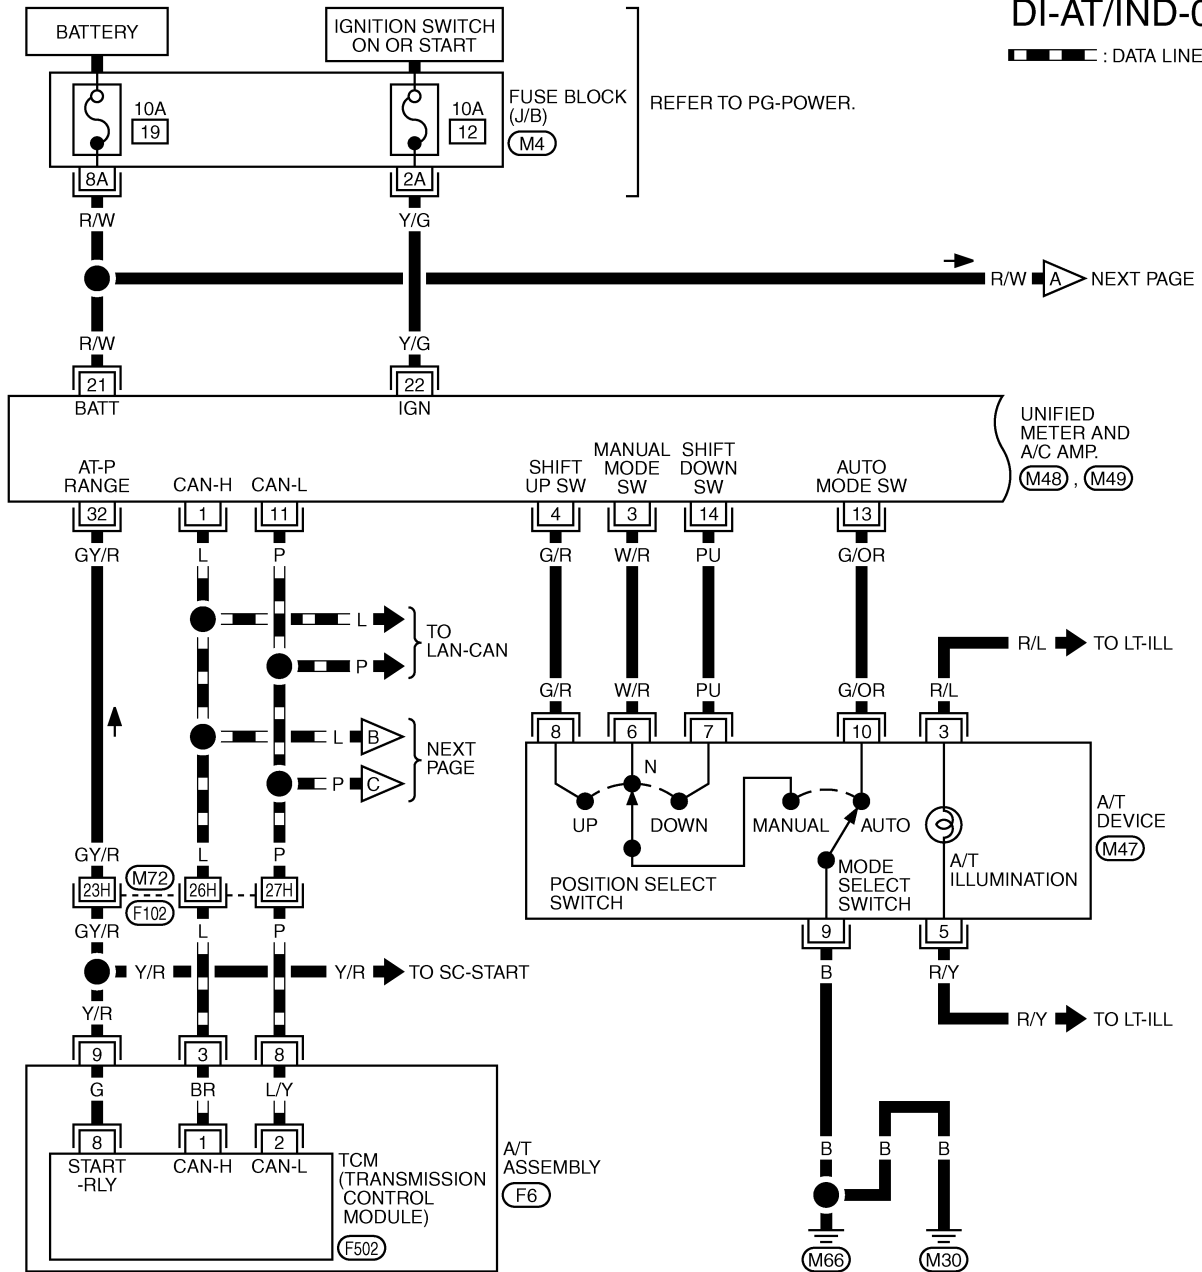 DI-AT/IND-0
: DATA LINE
BATTERY
IGNITION SWITCH
ON OR START
10A
19
10A
12
FUSE BLOCK
(J/B)
M4
REFER TO PG-POWER.
8A
2A
R/W
Y/G
R/W
A
NEXT PAGE
R/W
Y/G
21
22
BATT
IGN
UNIFIED
METER AND
A/C AMP.
M48 , M49
AT-P
RANGE
CAN-H
CAN-L
SHIFT
UP SW
MANUAL
MODE
SW
SHIFT
DOWN
SW
AUTO
MODE SW
32
1
11
4
3
14
13
GY/R
L
P
G/R
W/R
PU
G/OR
L
P
TO
LAN-CAN
R/L
TO LT-ILL
G/R
W/R
PU
G/OR
R/L
8
6
7
10
3
L
B
P
C
NEXT
PAGE
N
UP
DOWN
MANUAL
AUTO
POSITION SELECT
SWITCH
MODE
SELECT
SWITCH
A/T
ILLUMINATION
A/T
DEVICE
M47
GY/R
L
P
23H
M72
F102
26H
27H
GY/R
L
P
9
5
B
R/Y
Y/R
Y/R
TO SC-START
Y/R
R/Y
TO LT-ILL
9
3
8
G
BR
L/Y
8
1
2
START
-RLY
CAN-H
CAN-L
TCM
(TRANSMISSION
CONTROL
MODULE)
F502
A/T
ASSEMBLY
F6
B
B
B
M66
M30